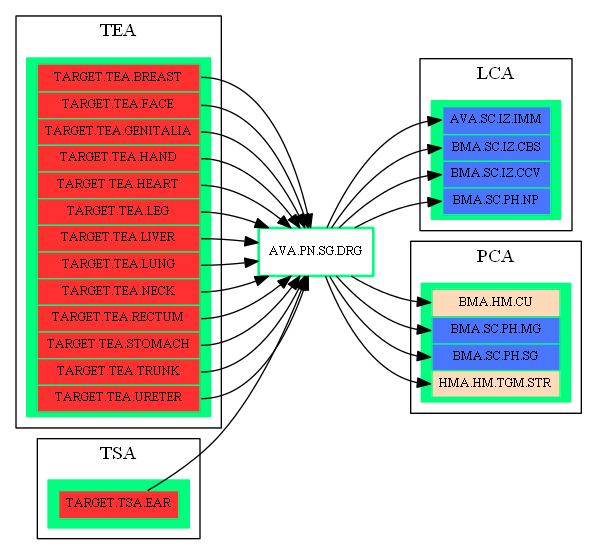 TEA
TARGET.TEA.BREAST
TARGET.TEA.FACE
TARGET.TEA.GENITALIA
TARGET.TEA.HAND
TARGET.TEA.HEART
TARGET.TEA.LEG
TARGET.TEA.LIVER
TARGET.TEA.LUNG
TARGET.TEA.NECK
TARGET.TEA.RECTUM
TARGET.TEA.STOMACH
TARGET.TEA.TRUNK
TARGET.TEA.URETER
TSA
TARGET.TSA.EAR
AVA.PN.SG.DRG
LCA
AVA.SC.IZ.IMM
BMA.SC.IZ.CBS
BMA.SC.IZ.CCV
BMA.SC.PH.NP
PCA
BMA.HM.CU
BMA.SC.PH.MG
BMA.SC.PH.SG
HMA.HM.TGM.STR